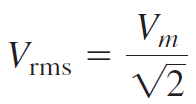 V_rms = V_m / √2